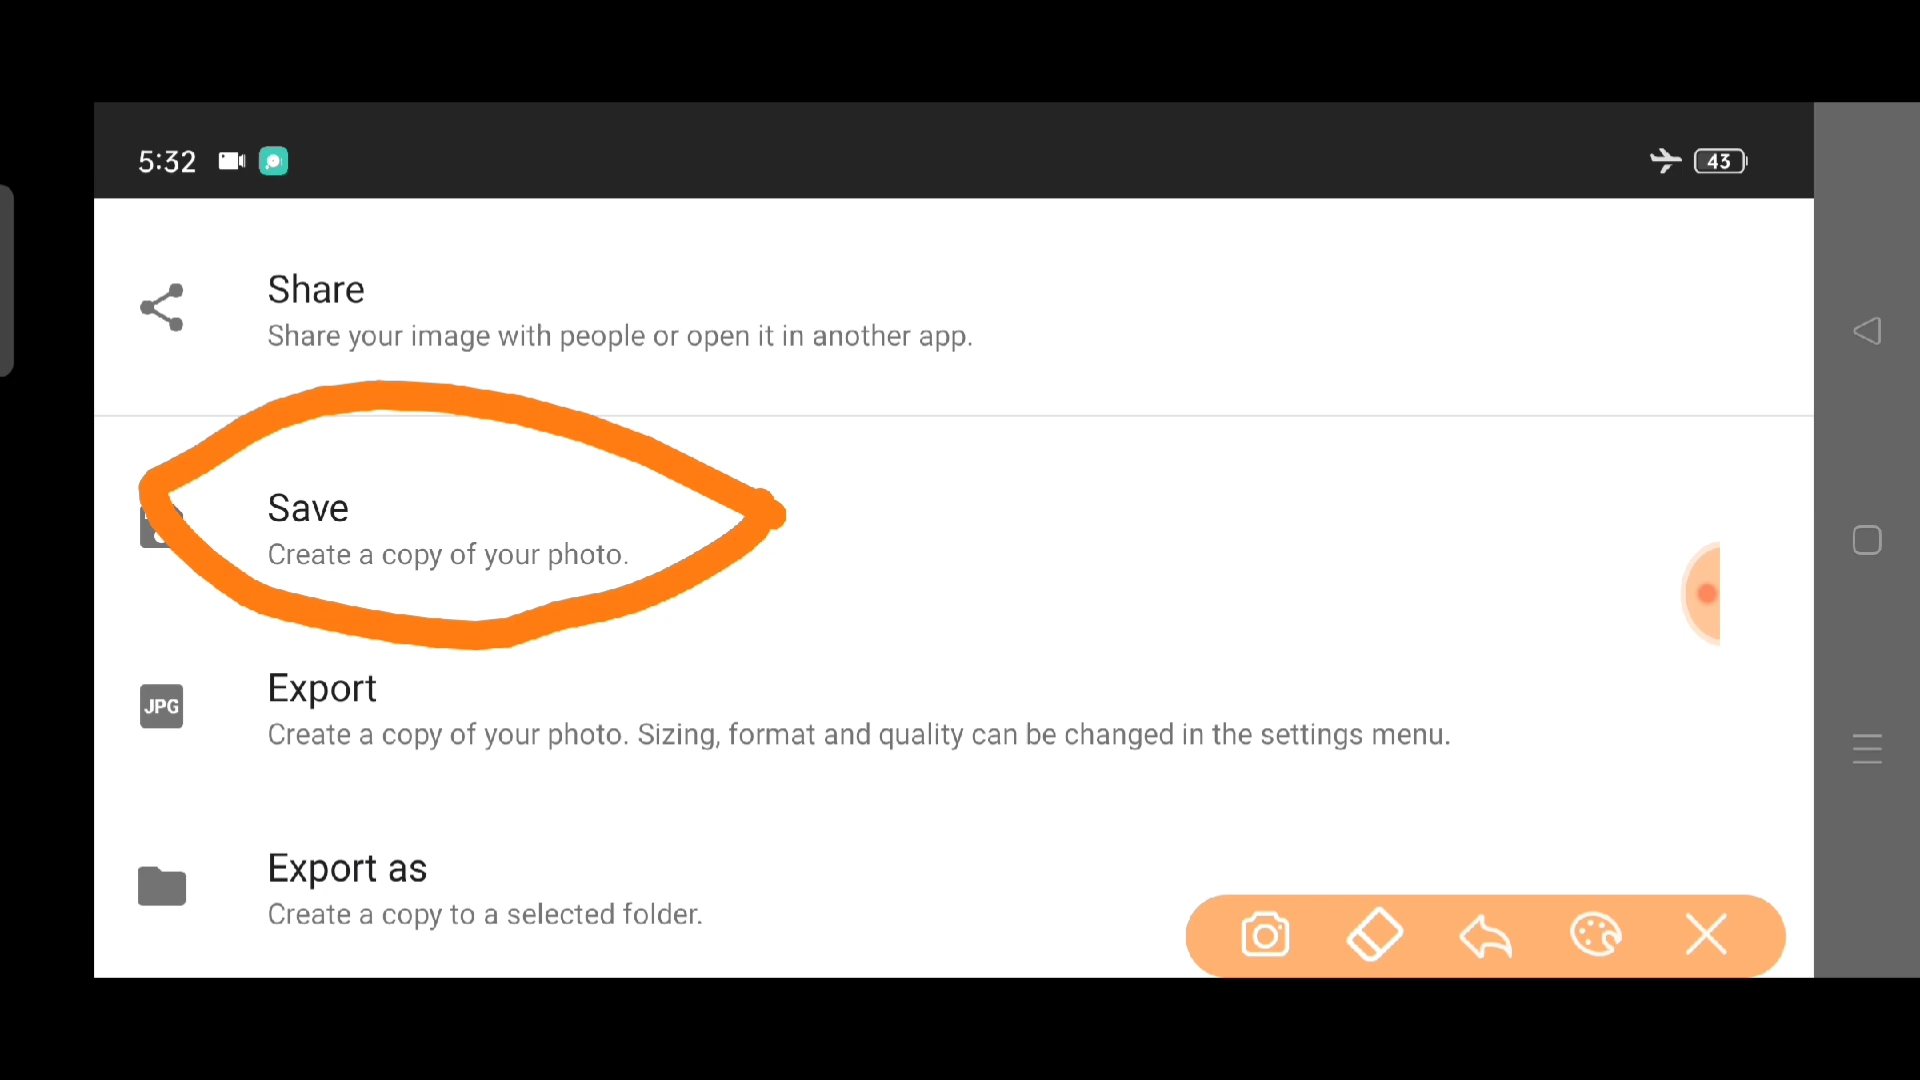 5:32
43
Share
Share your image with people or open it in another app.
Save
Create a copy of your photo.
JPG
Export
Create a copy of your photo. Sizing, format and quality can be changed in the settings menu.
Export as
Create a copy to a selected folder.